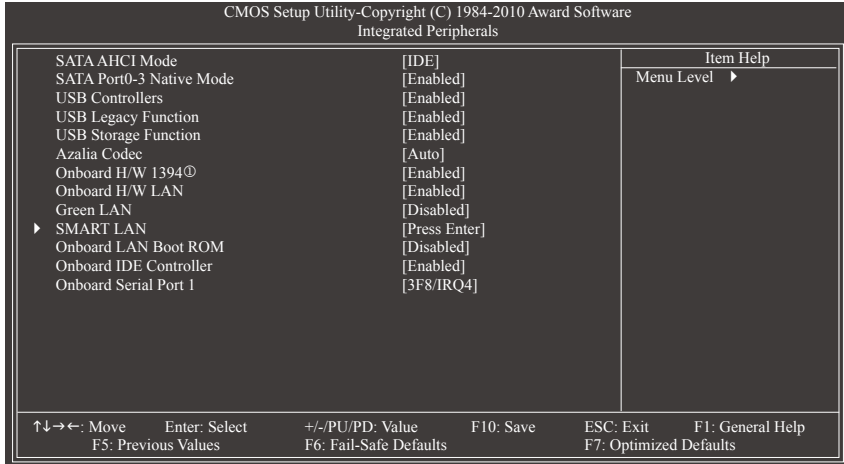 CMOS Setup Utility-Copyright (C) 1984-2010 Award Software
Integrated Peripherals
SATA AHCI Mode [IDE]
SATA Port0-3 Native Mode [Enabled]
USB Controllers [Enabled]
USB Legacy Function [Enabled]
USB Storage Function [Enabled]
Azalia Codec [Auto]
Onboard H/W 1394① [Enabled]
Onboard H/W LAN [Enabled]
Green LAN [Disabled]
▶ SMART LAN [Press Enter]
Onboard LAN Boot ROM [Disabled]
Onboard IDE Controller [Enabled]
Onboard Serial Port 1 [3F8/IRQ4]
Item Help
Menu Level ▶
↑↓→←: Move Enter: Select +/-/PU/PD: Value F10: Save ESC: Exit F1: General Help
F5: Previous Values F6: Fail-Safe Defaults F7: Optimized Defaults